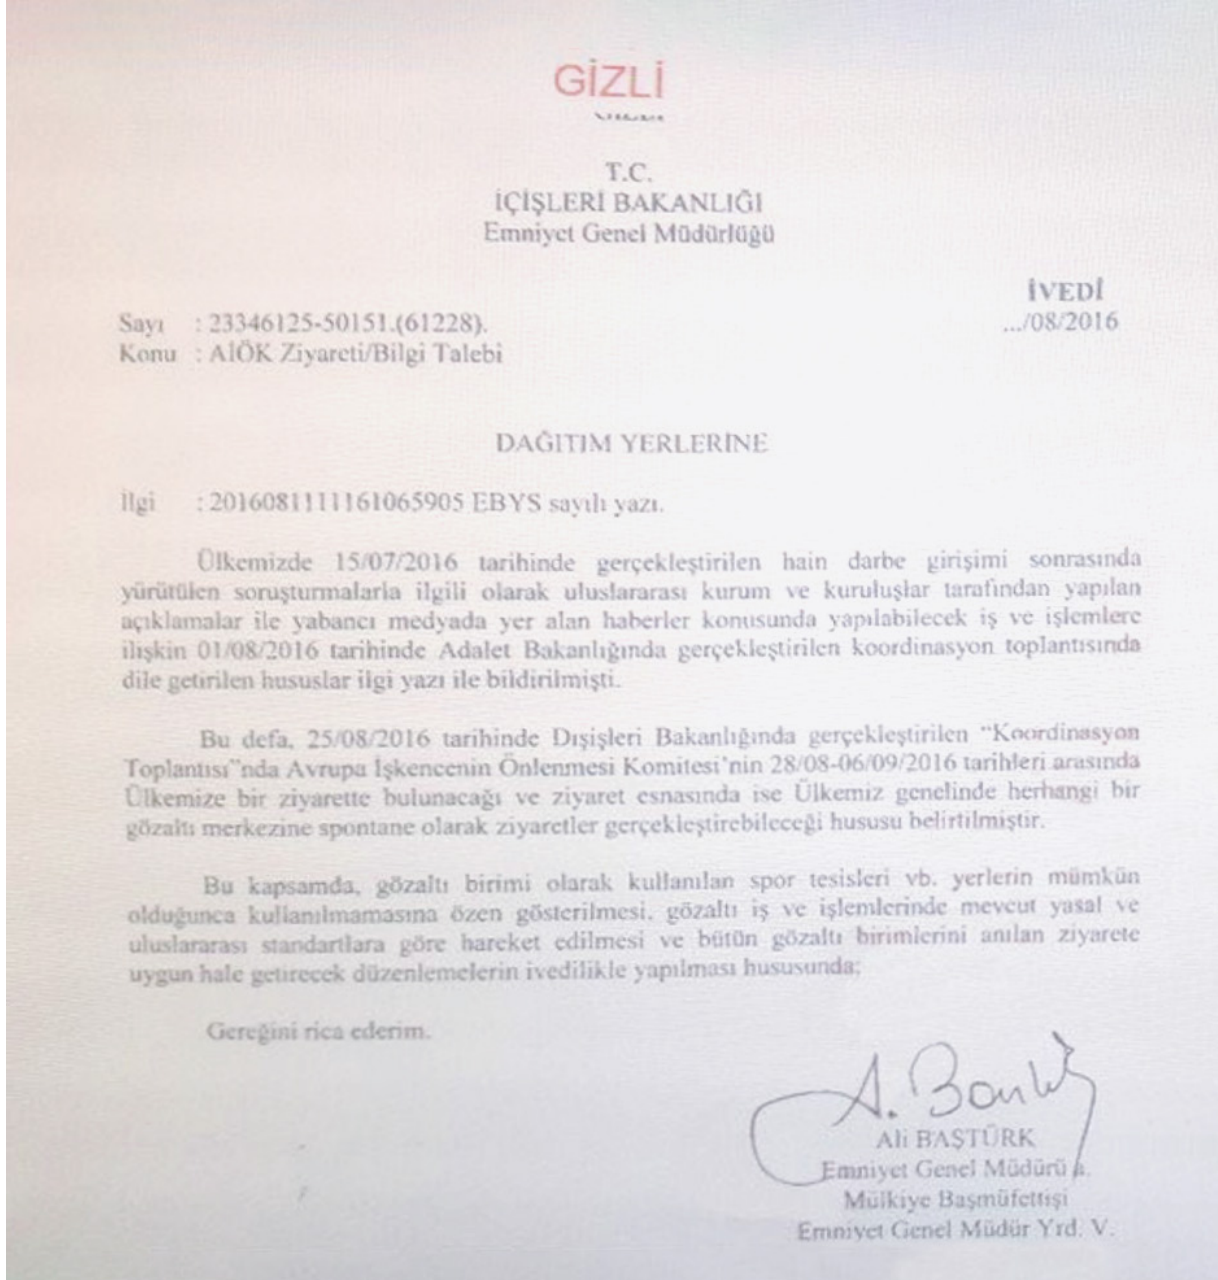 GİZLİ
T.C.
İÇİŞLERİ BAKANLIĞI
Emniyet Genel Müdürlüğü
İVEDİ
Sayı : 23346125-50151.(61228).
.../08/2016
Konu : AİÖK Ziyareti/Bilgi Talebi
DAĞITIM YERLERİNE
İlgi : 2016081111161065905 EBYS sayılı yazı.
Ülkemizde 15/07/2016 tarihinde gerçekleştirilen hain darbe girişimi sonrasında
yürütülen soruşturmalarla ilgili olarak uluslararası kurum ve kuruluşlar tarafından yapılan
açıklamalar ile yabancı medyada yer alan haberler konusunda yapılabilecek iş ve işlemlere
ilişkin 01/08/2016 tarihinde Adalet Bakanlığında gerçekleştirilen koordinasyon toplantısında
dile getirilen hususlar ilgi yazı ile bildirilmişti.
Bu defa, 25/08/2016 tarihinde Dışişleri Bakanlığında gerçekleştirilen “Koordinasyon
Toplantısı”nda Avrupa İşkencenin Önlenmesi Komitesi’nin 28/08-06/09/2016 tarihleri arasında
Ülkemize bir ziyarette bulunacağı ve ziyaret esnasında ise Ülkemiz genelinde herhangi bir
gözaltı merkezine spontane olarak ziyaretler gerçekleştirebileceği hususu belirtilmiştir.
Bu kapsamda, gözaltı birimi olarak kullanılan spor tesisleri vb. yerlerin mümkün
olduğunca kullanılmamasına özen gösterilmesi, gözaltı iş ve işlemlerinde mevcut yasal ve
uluslararası standartlara göre hareket edilmesi ve bütün gözaltı birimlerini anılan ziyarete
uygun hale getirecek düzenlemelerin ivedilikle yapılması hususunda;
Gereğini rica ederim.
Ali BAŞTÜRK
Emniyet Genel Müdürü a.
Mülkiye Başmüfettişi
Emniyet Genel Müdür Yrd. V.